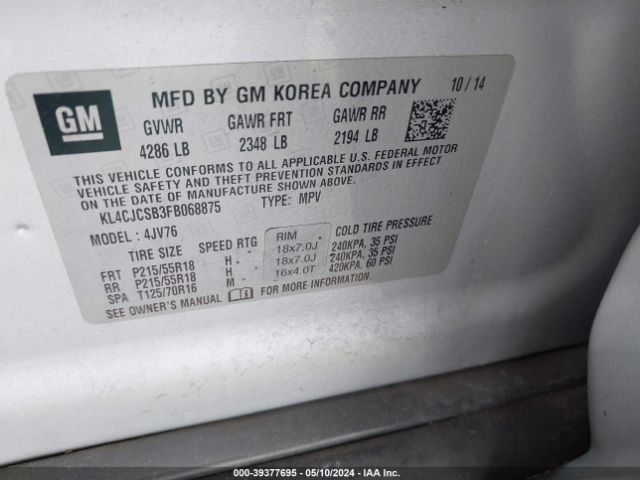 GM
MFD BY GM KOREA COMPANY 10 / 14
GVWR GAWR FRT GAWR RR
4286 LB 2348 LB 2194 LB
THIS VEHICLE CONFORMS TO ALL APPLICABLE U.S. FEDERAL MOTOR
VEHICLE SAFETY AND THEFT PREVENTION STANDARDS IN EFFECT
ON THE DATE OF MANUFACTURE SHOWN ABOVE.
KL4CJCSB3FB068875 TYPE: MPV
MODEL : 4JV76
TIRE SIZE SPEED RTG RIM COLD TIRE PRESSURE
FRT P215/55R18 H 18x7.0J 240KPA, 35 PSI
RR P215/55R18 H 18x7.0J 240KPA, 35 PSI
SPA T125/70R16 M 16x4.0T 420KPA, 60 PSI
SEE OWNER'S MANUAL FOR MORE INFORMATION.
© IAAI-0000 -39377695 - 05/10/2024 - IAA Inc.